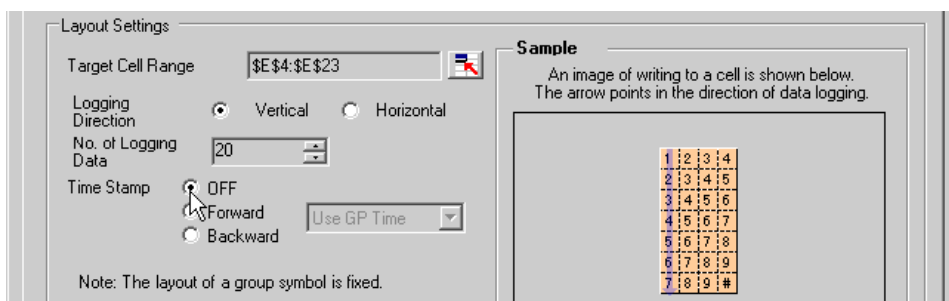 Layout Settings
Target Cell Range $E$4:$E$23
Logging Direction Vertical Horizontal
No. of Logging Data 20
Time Stamp OFF
Forward Use GP Time
Backward
Note: The layout of a group symbol is fixed.
Sample
An image of writing to a cell is shown below.
The arrow points in the direction of data logging.
1 2 3 4
2 3 4 5
3 4 5 6
4 5 6 7
5 6 7 8
6 7 8 9
7 8 9 #